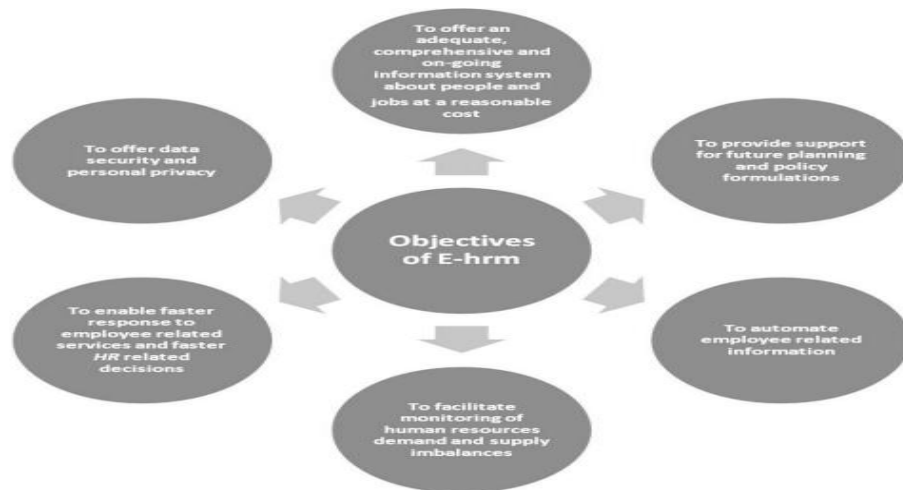 To offer an
adequate,
comprehensive and
on-going
information system
about people and
jobs at a reasonable
cost
To offer data
security and
personal privacy
To provide support
for future planning
and policy
formulations
Objectives
of E-hrm
To enable faster
response to
employee related
services and faster
HR related
decisions
To automate
employee related
information
To facilitate
monitoring of
human resources
demand and supply
imbalances